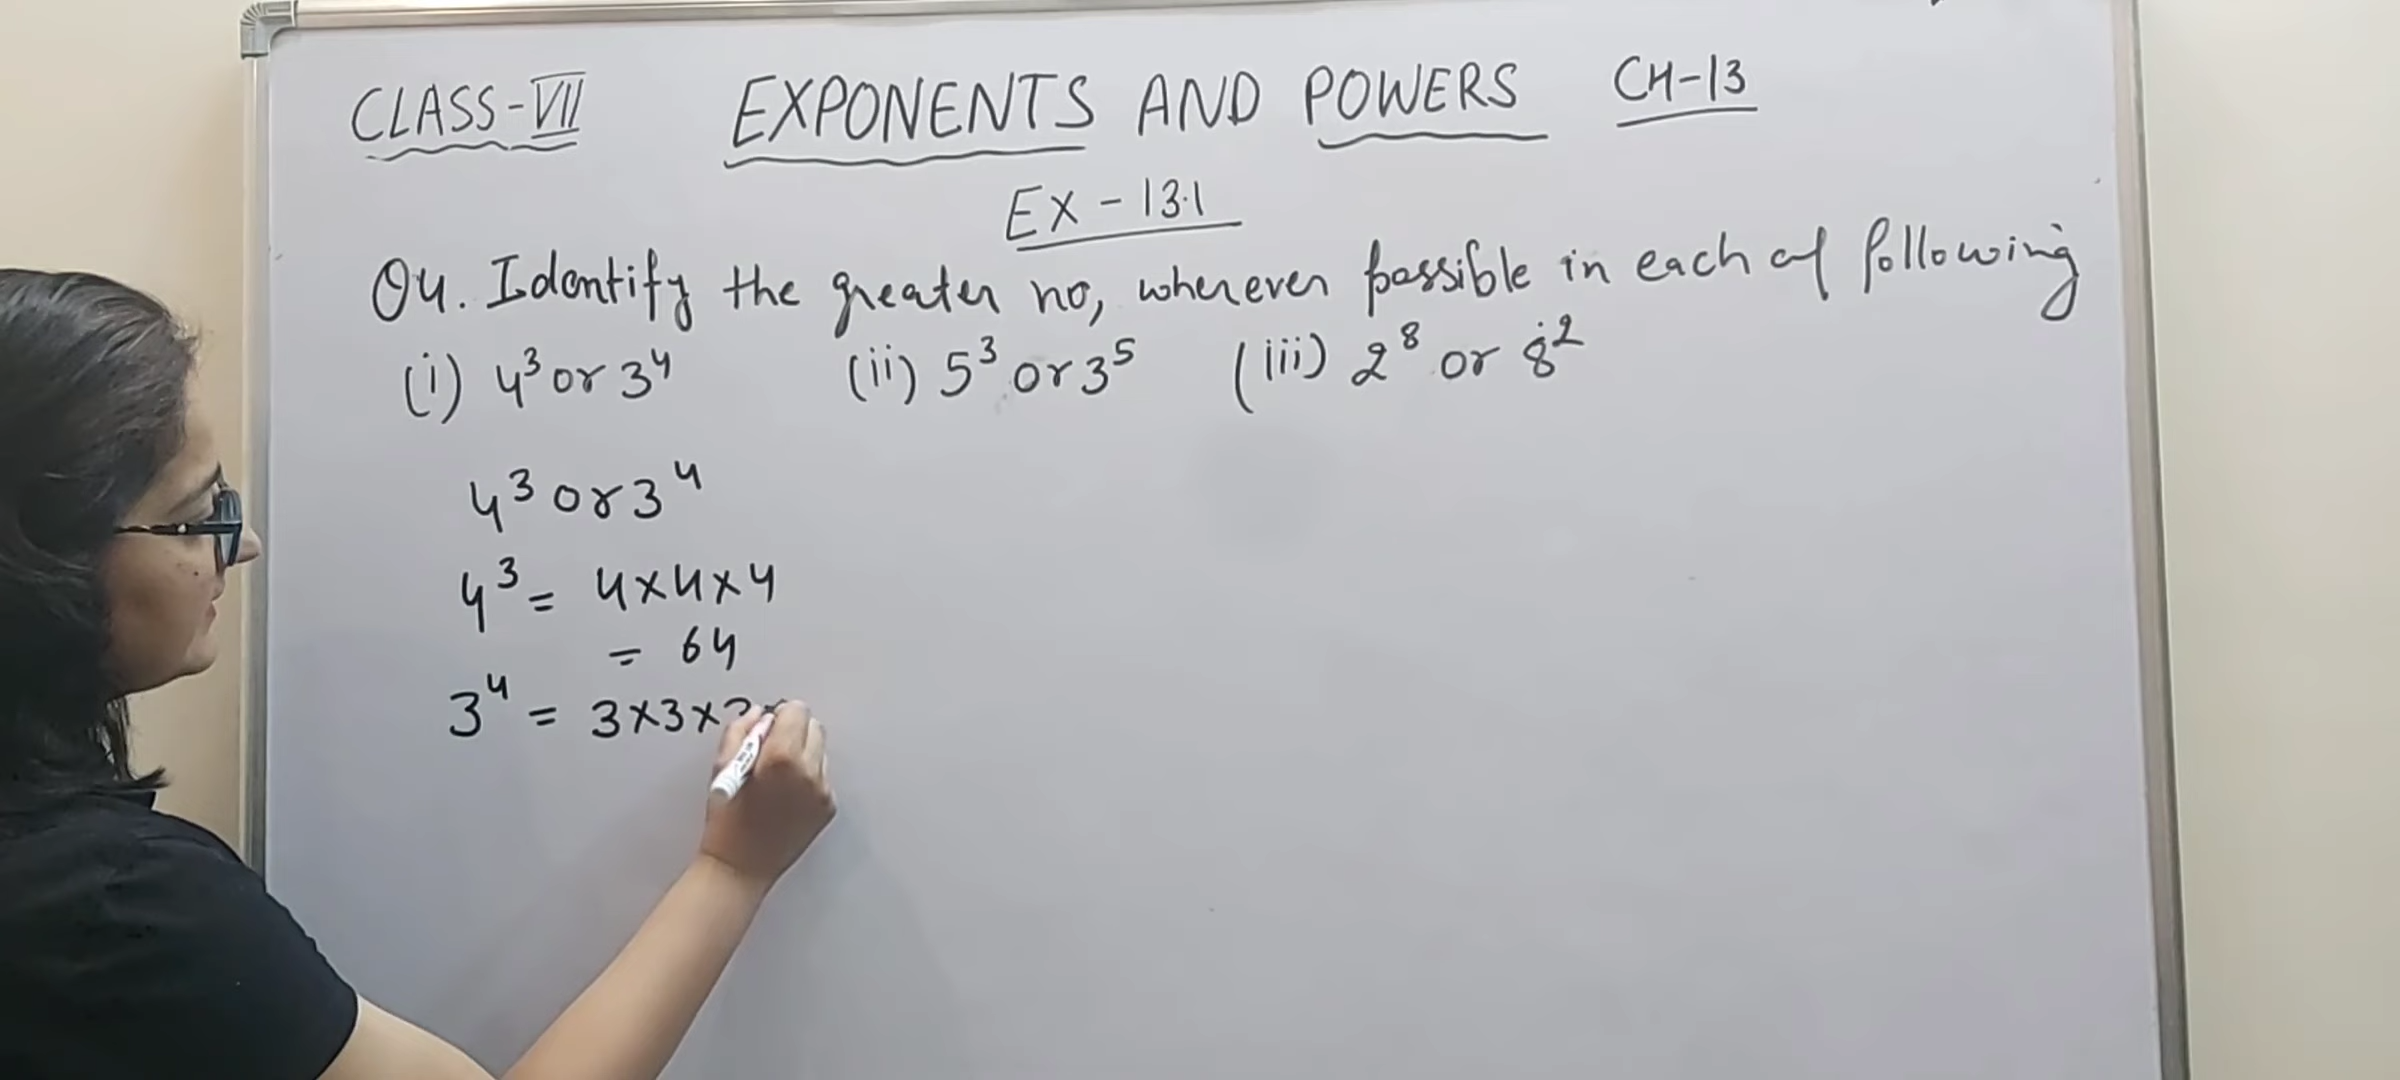 CLASS-VII EXPONENTS AND POWERS CH-13
EX - 13.1
Q4. Identify the greater no, wherever possible in each of following
(i) 4³ or 3⁴ (ii) 5³ or 3⁵ (iii) 2⁸ or 8²
4³ or 3⁴
4³ = 4×4×4
= 64
3⁴ = 3×3×3